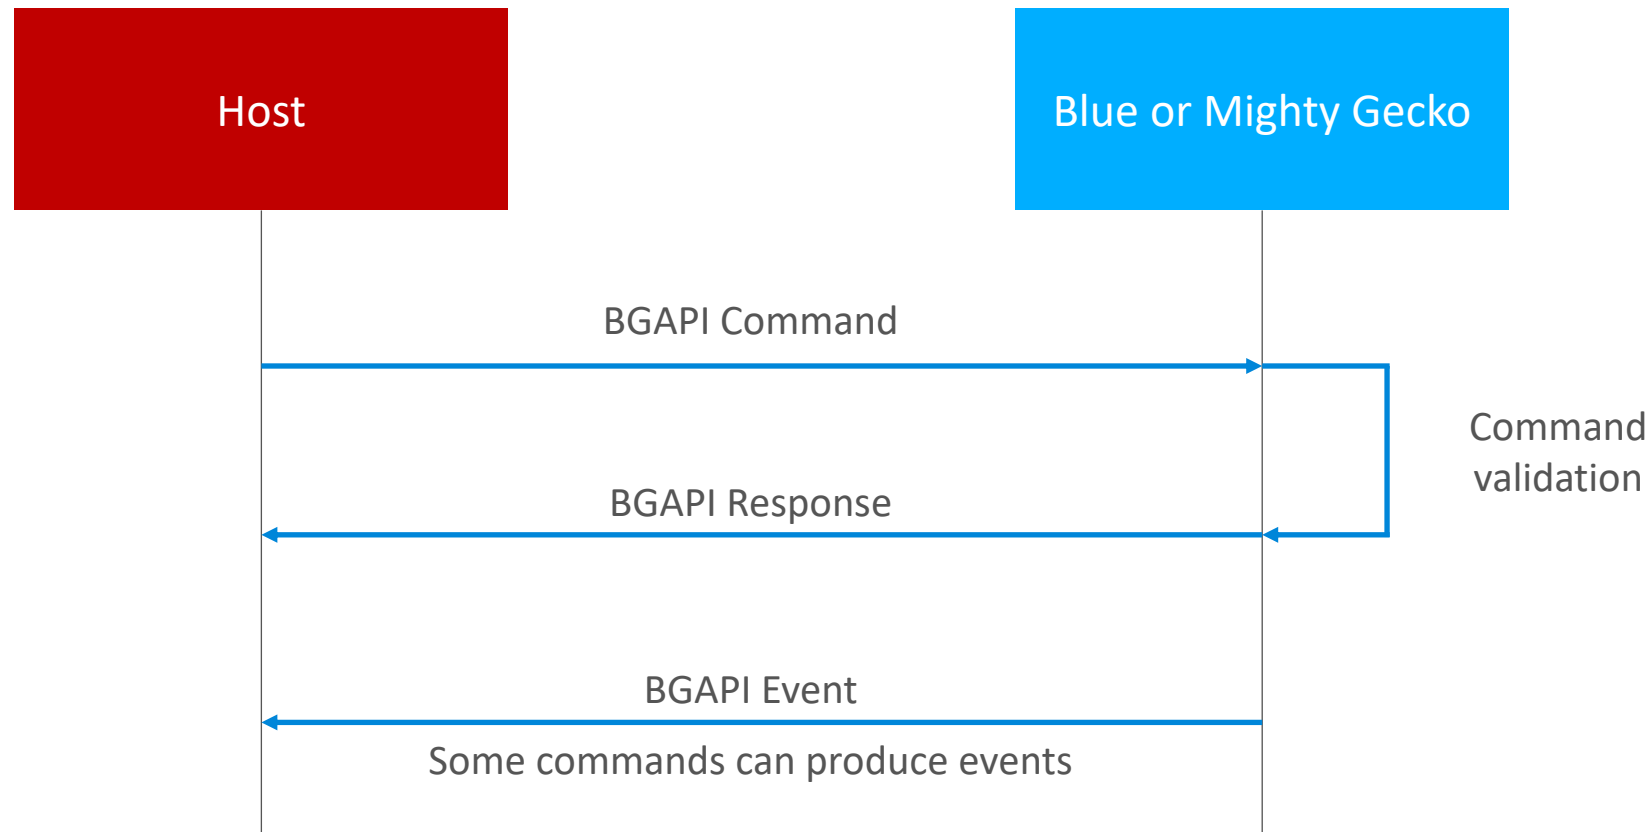 Host
Blue or Mighty Gecko
BGAPI Command
Command
validation
BGAPI Response
BGAPI Event
Some commands can produce events